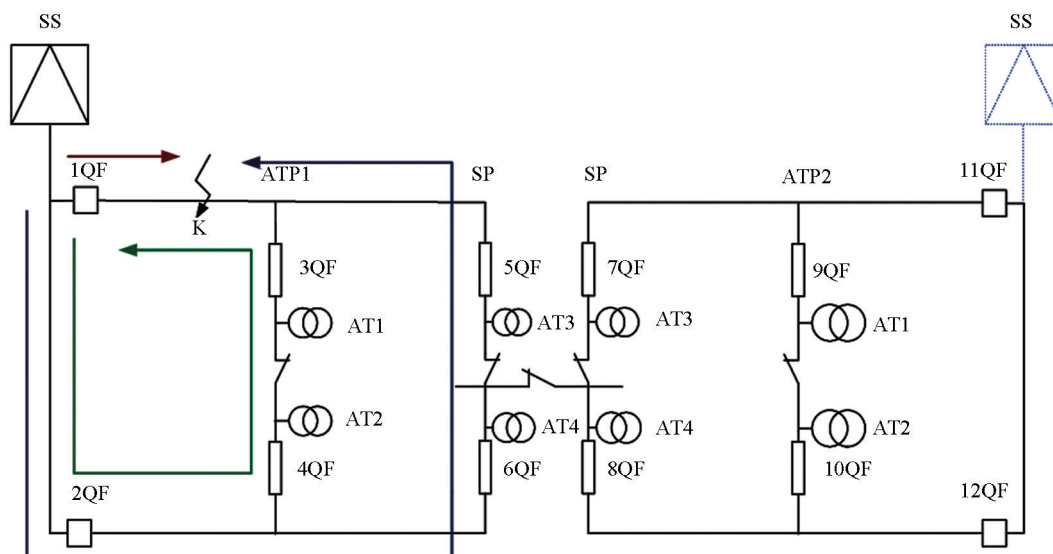 SS
SS
1QF
ATP1
SP
SP
ATP2
11QF
K
3QF
5QF
7QF
9QF
AT1
AT3
AT3
AT1
AT2
AT4
AT4
AT2
4QF
6QF
8QF
10QF
2QF
12QF